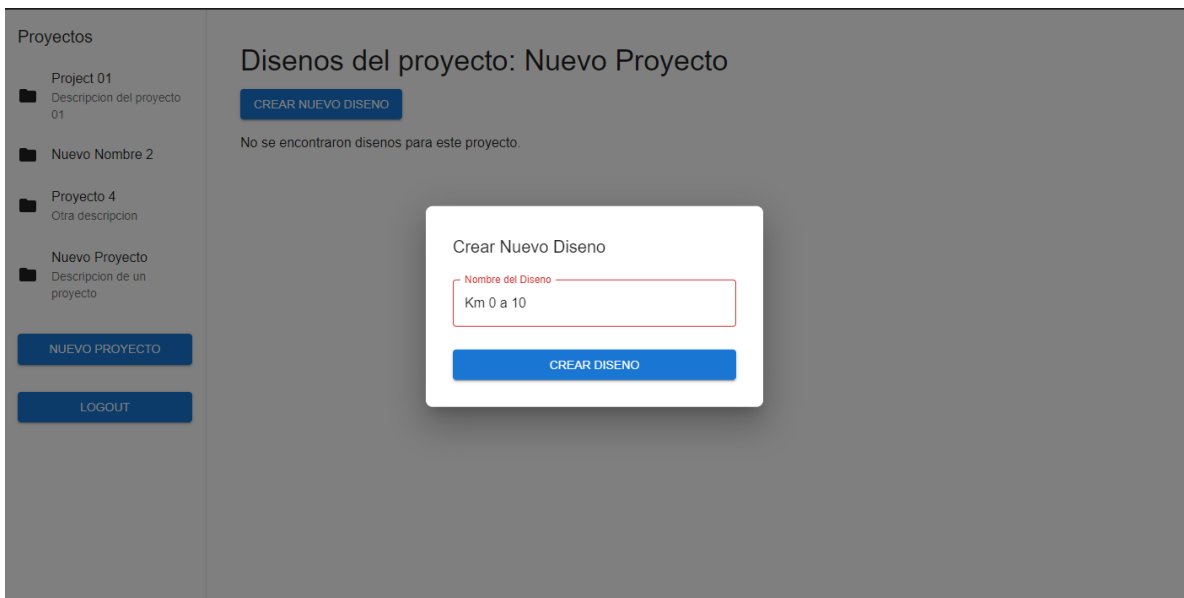 Proyectos
Project 01
Descripcion del proyecto
01
Nuevo Nombre 2
Proyecto 4
Otra descripcion
Nuevo Proyecto
Descripcion de un
proyecto
NUEVO PROYECTO
LOGOUT
Disenos del proyecto: Nuevo Proyecto
CREAR NUEVO DISENO
No se encontraron disenos para este proyecto.
Crear Nuevo Diseno
Nombre del Diseno
Km 0 a 10
CREAR DISENO